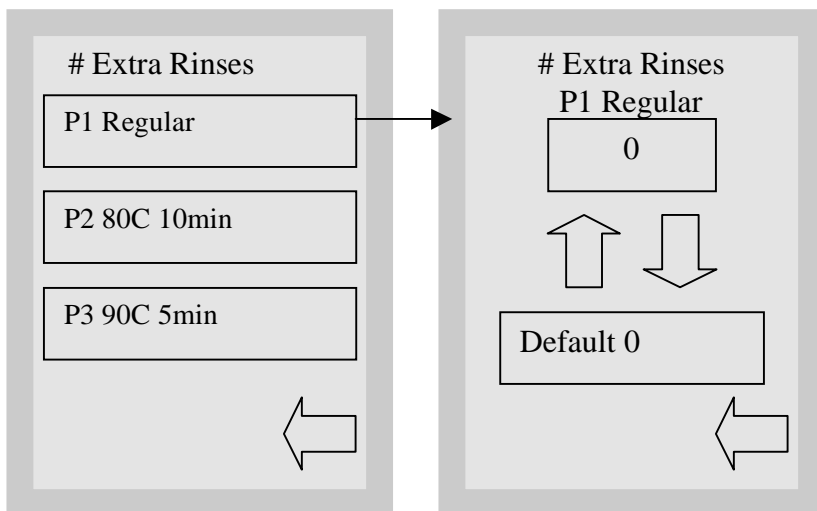 # Extra Rinses
P1 Regular
P2 80C 10min
P3 90C 5min
# Extra Rinses
P1 Regular
0
Default 0